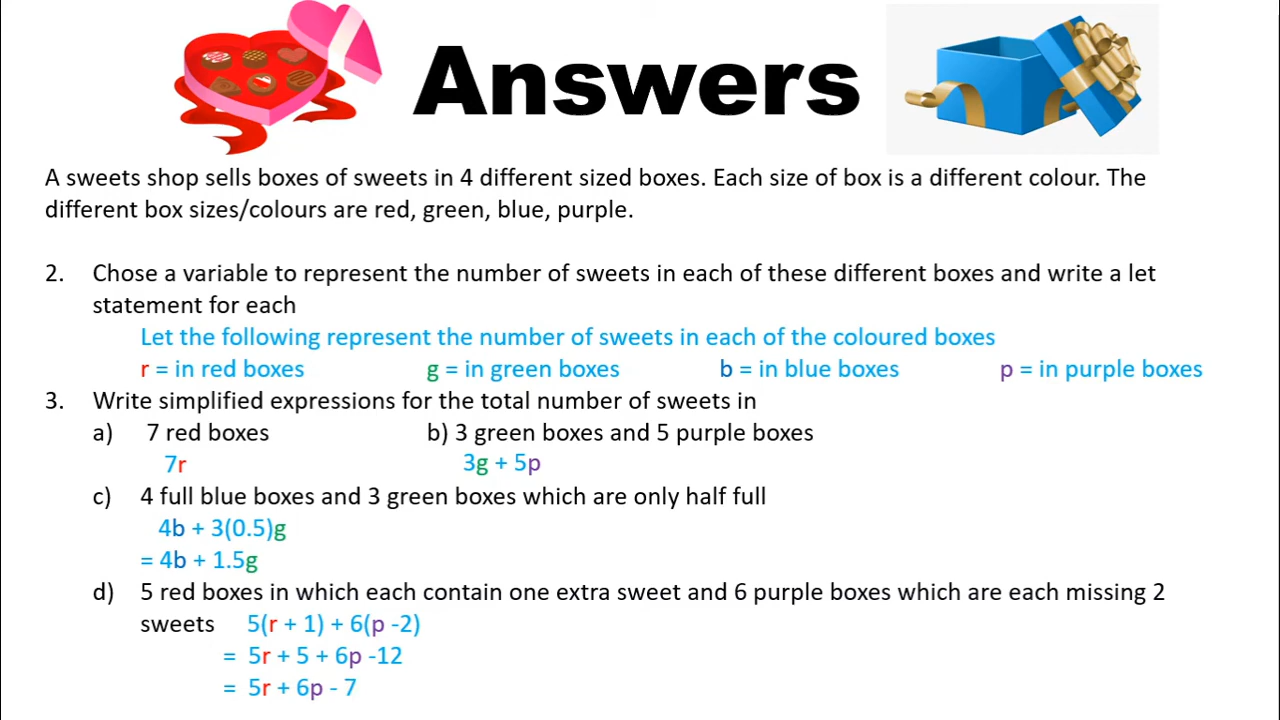 Answers
A sweets shop sells boxes of sweets in 4 different sized boxes. Each size of box is a different colour. The
different box sizes/colours are red, green, blue, purple.
2. Chose a variable to represent the number of sweets in each of these different boxes and write a let
statement for each
Let the following represent the number of sweets in each of the coloured boxes
r = in red boxes g = in green boxes b = in blue boxes p = in purple boxes
3. Write simplified expressions for the total number of sweets in
a) 7 red boxes b) 3 green boxes and 5 purple boxes
7r 3g + 5p
c) 4 full blue boxes and 3 green boxes which are only half full
4b + 3(0.5)g
= 4b + 1.5g
d) 5 red boxes in which each contain one extra sweet and 6 purple boxes which are each missing 2
sweets 5(r + 1) + 6(p -2)
= 5r + 5 + 6p -12
= 5r + 6p - 7